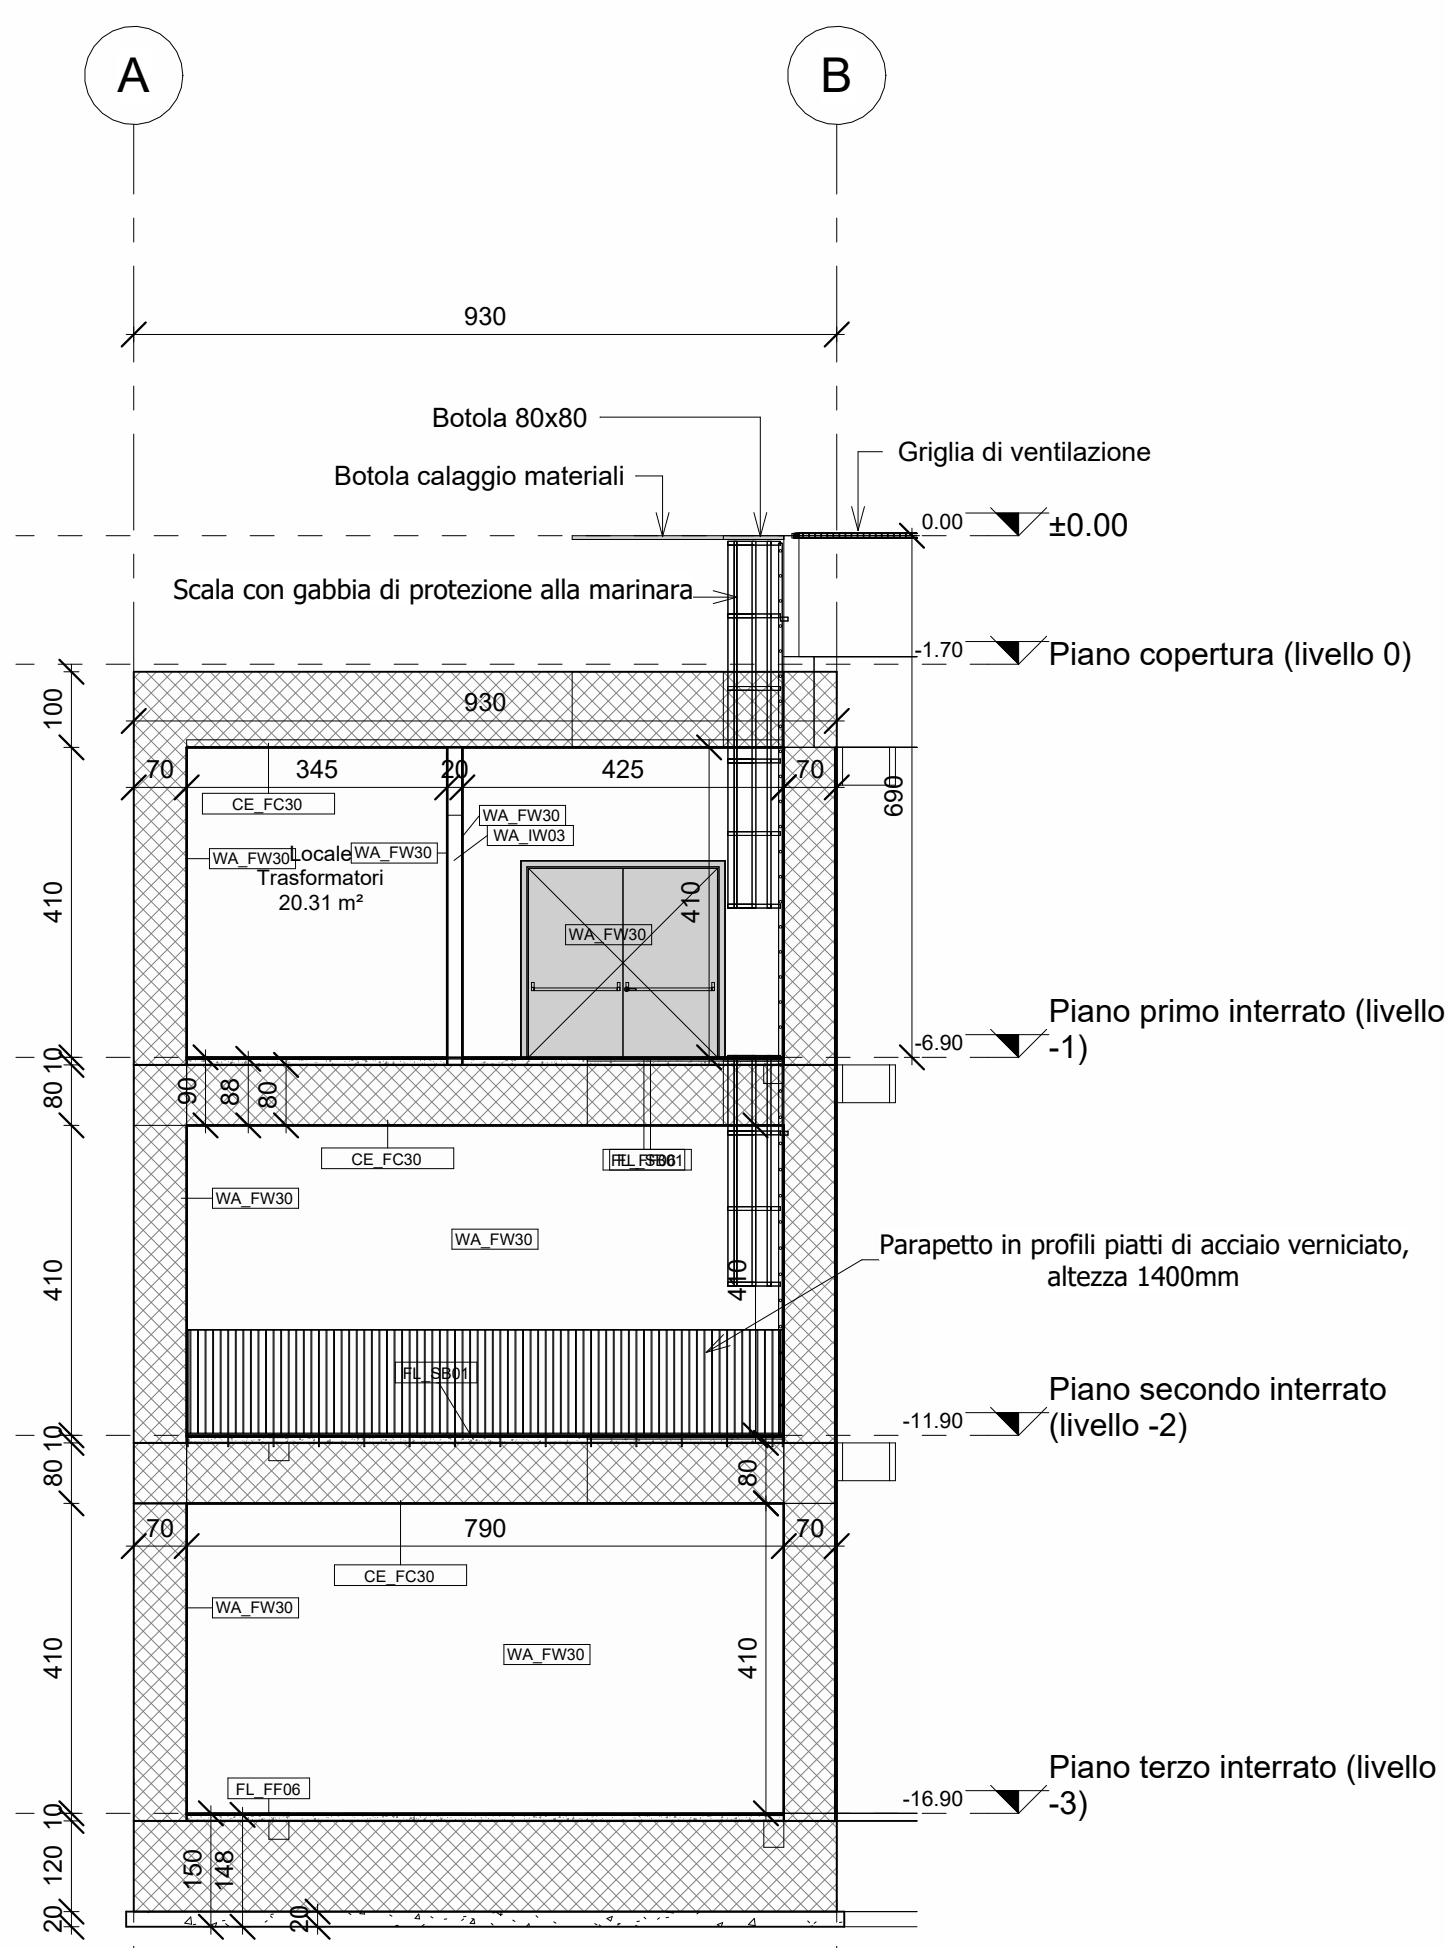 A
B
930
Botola 80x80
Griglia di ventilazione
Botola calaggio materiali
0.00
±0.00
Scala con gabbia di protezione alla marinara
-1.70
Piano copertura (livello 0)
100
930
70
345
20
425
70
690
CE_FC30
WA_FW30
WA_IW03
WA_FW30
Locale
WA_FW30
Trasformatori
20.31 m²
410
410
WA_FW30
Piano primo interrato (livello
-1)
-6.90
10
80
90
88
80
CE_FC30
FL_SB01
WA_FW30
WA_FW30
410
410
Parapetto in profili piatti di acciaio verniciato,
altezza 1400mm
FL_SB01
Piano secondo interrato
(livello -2)
-11.90
10
80
80
70
790
70
CE_FC30
WA_FW30
WA_FW30
410
410
Piano terzo interrato (livello
-3)
-16.90
FL_FF06
10
120
150
148
20
20